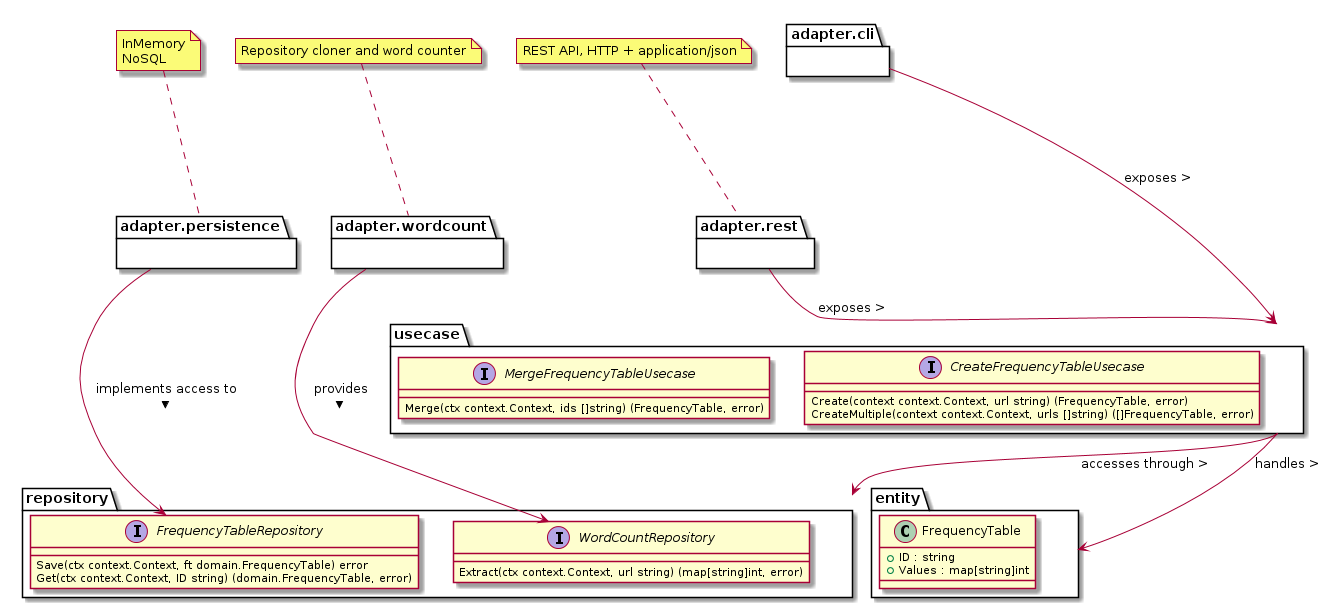 InMemory
NoSQL
Repository cloner and word counter
REST API, HTTP + application/json
adapter.cli
exposes >
adapter.persistence
adapter.wordcount
adapter.rest
exposes >
usecase
I MergeFrequencyTableUsecase
Merge(ctx context.Context, ids []string) (FrequencyTable, error)
I CreateFrequencyTableUsecase
Create(context context.Context, url string) (FrequencyTable, error)
CreateMultiple(context context.Context, urls []string) ([]FrequencyTable, error)
implements access to
▼
provides
▼
accesses through >
handles >
repository
I FrequencyTableRepository
Save(ctx context.Context, ft domain.FrequencyTable) error
Get(ctx context.Context, ID string) (domain.FrequencyTable, error)
I WordCountRepository
Extract(ctx context.Context, url string) (map[string]int, error)
entity
C FrequencyTable
ID : string
Values : map[string]int